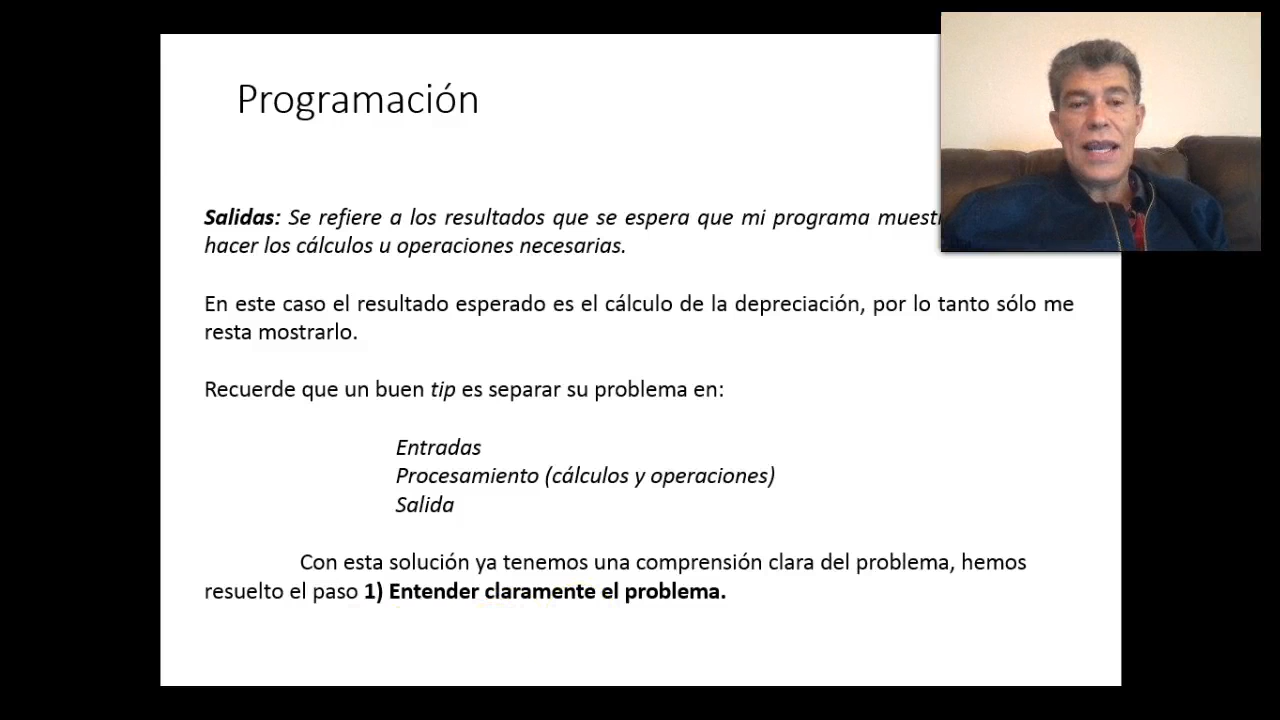 Programación
Salidas: Se refiere a los resultados que se espera que mi programa
hacer los cálculos u operaciones necesarias.
En este caso el resultado esperado es el cálculo de la depreciación, por lo tanto sólo me
resta mostrarlo.
Recuerde que un buen tip es separar su problema en:
Entradas
Procesamiento (cálculos y operaciones)
Salida
Con esta solución ya tenemos una comprensión clara del problema, hemos
resuelto el paso 1) Entender claramente el problema.